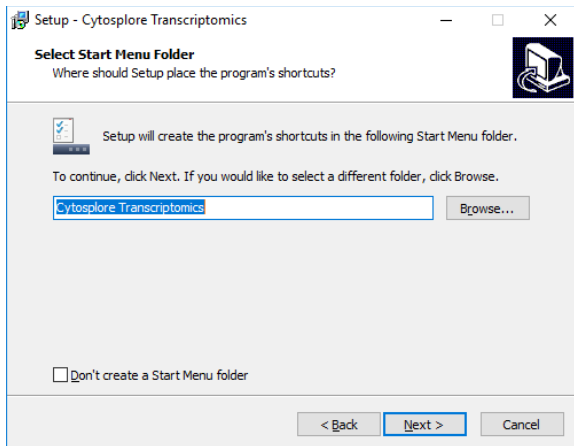 Setup - Cytosplore Transcriptomics
Select Start Menu Folder
Where should Setup place the program's shortcuts?
Setup will create the program's shortcuts in the following Start Menu folder.
To continue, click Next. If you would like to select a different folder, click Browse.
Cytosplore Transcriptomics
Browse...
Don't create a Start Menu folder
< Back
Next >
Cancel